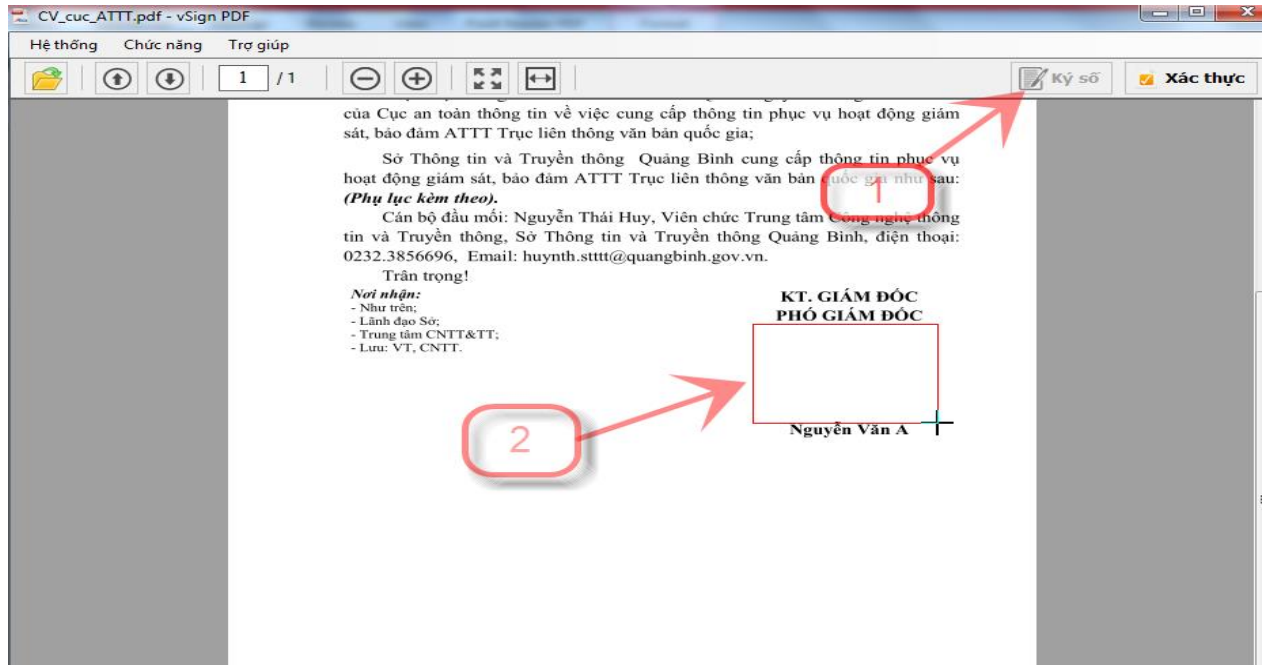 CV_cuc_ATTT.pdf - vSign PDF
Hệ thống Chức năng Trợ giúp
1 / 1
Ký số
Xác thực
của Cục an toàn thông tin về việc cung cấp thông tin phục vụ hoạt động giám
sát, bảo đảm ATTT Trục liên thông văn bản quốc gia;
Sở Thông tin và Truyền thông Quảng Bình cung cấp thông tin phục vụ
hoạt động giám sát, bảo đảm ATTT Trục liên thông văn bản quốc gia như sau:
(Phụ lục kèm theo).
1
Cán bộ đầu mối: Nguyễn Thái Huy, Viên chức Trung tâm Công nghệ thông
tin và Truyền thông, Sở Thông tin và Truyền thông Quảng Bình, điện thoại:
0232.3856696, Email: huynth.stttt@quangbinh.gov.vn.
Trân trọng!
Nơi nhận:
- Như trên;
- Lãnh đạo Sở;
- Trung tâm CNTT&TT;
- Lưu: VT, CNTT.
KT. GIÁM ĐỐC
PHÓ GIÁM ĐỐC
2
Nguyễn Văn A